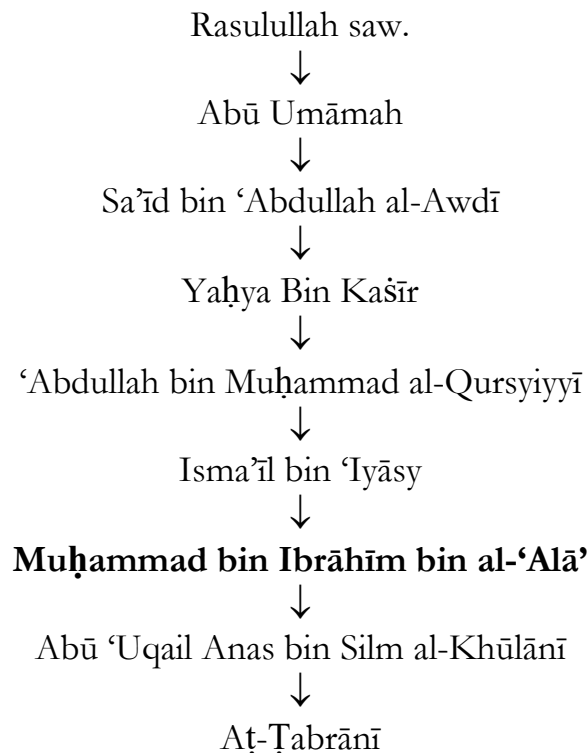 Rasulullah saw.
↓
Abū Umāmah
↓
Sa’īd bin ‘Abdullah al-Awdī
↓
Yaḥya Bin Kaṡīr
↓
‘Abdullah bin Muḥammad al-Qursyiyyī
↓
Isma’īl bin ‘Iyāsy
↓
Muḥammad bin Ibrāhīm bin al-‘Alā’
↓
Abū ‘Uqail Anas bin Silm al-Khūlānī
↓
Aṭ-Ṭabrānī